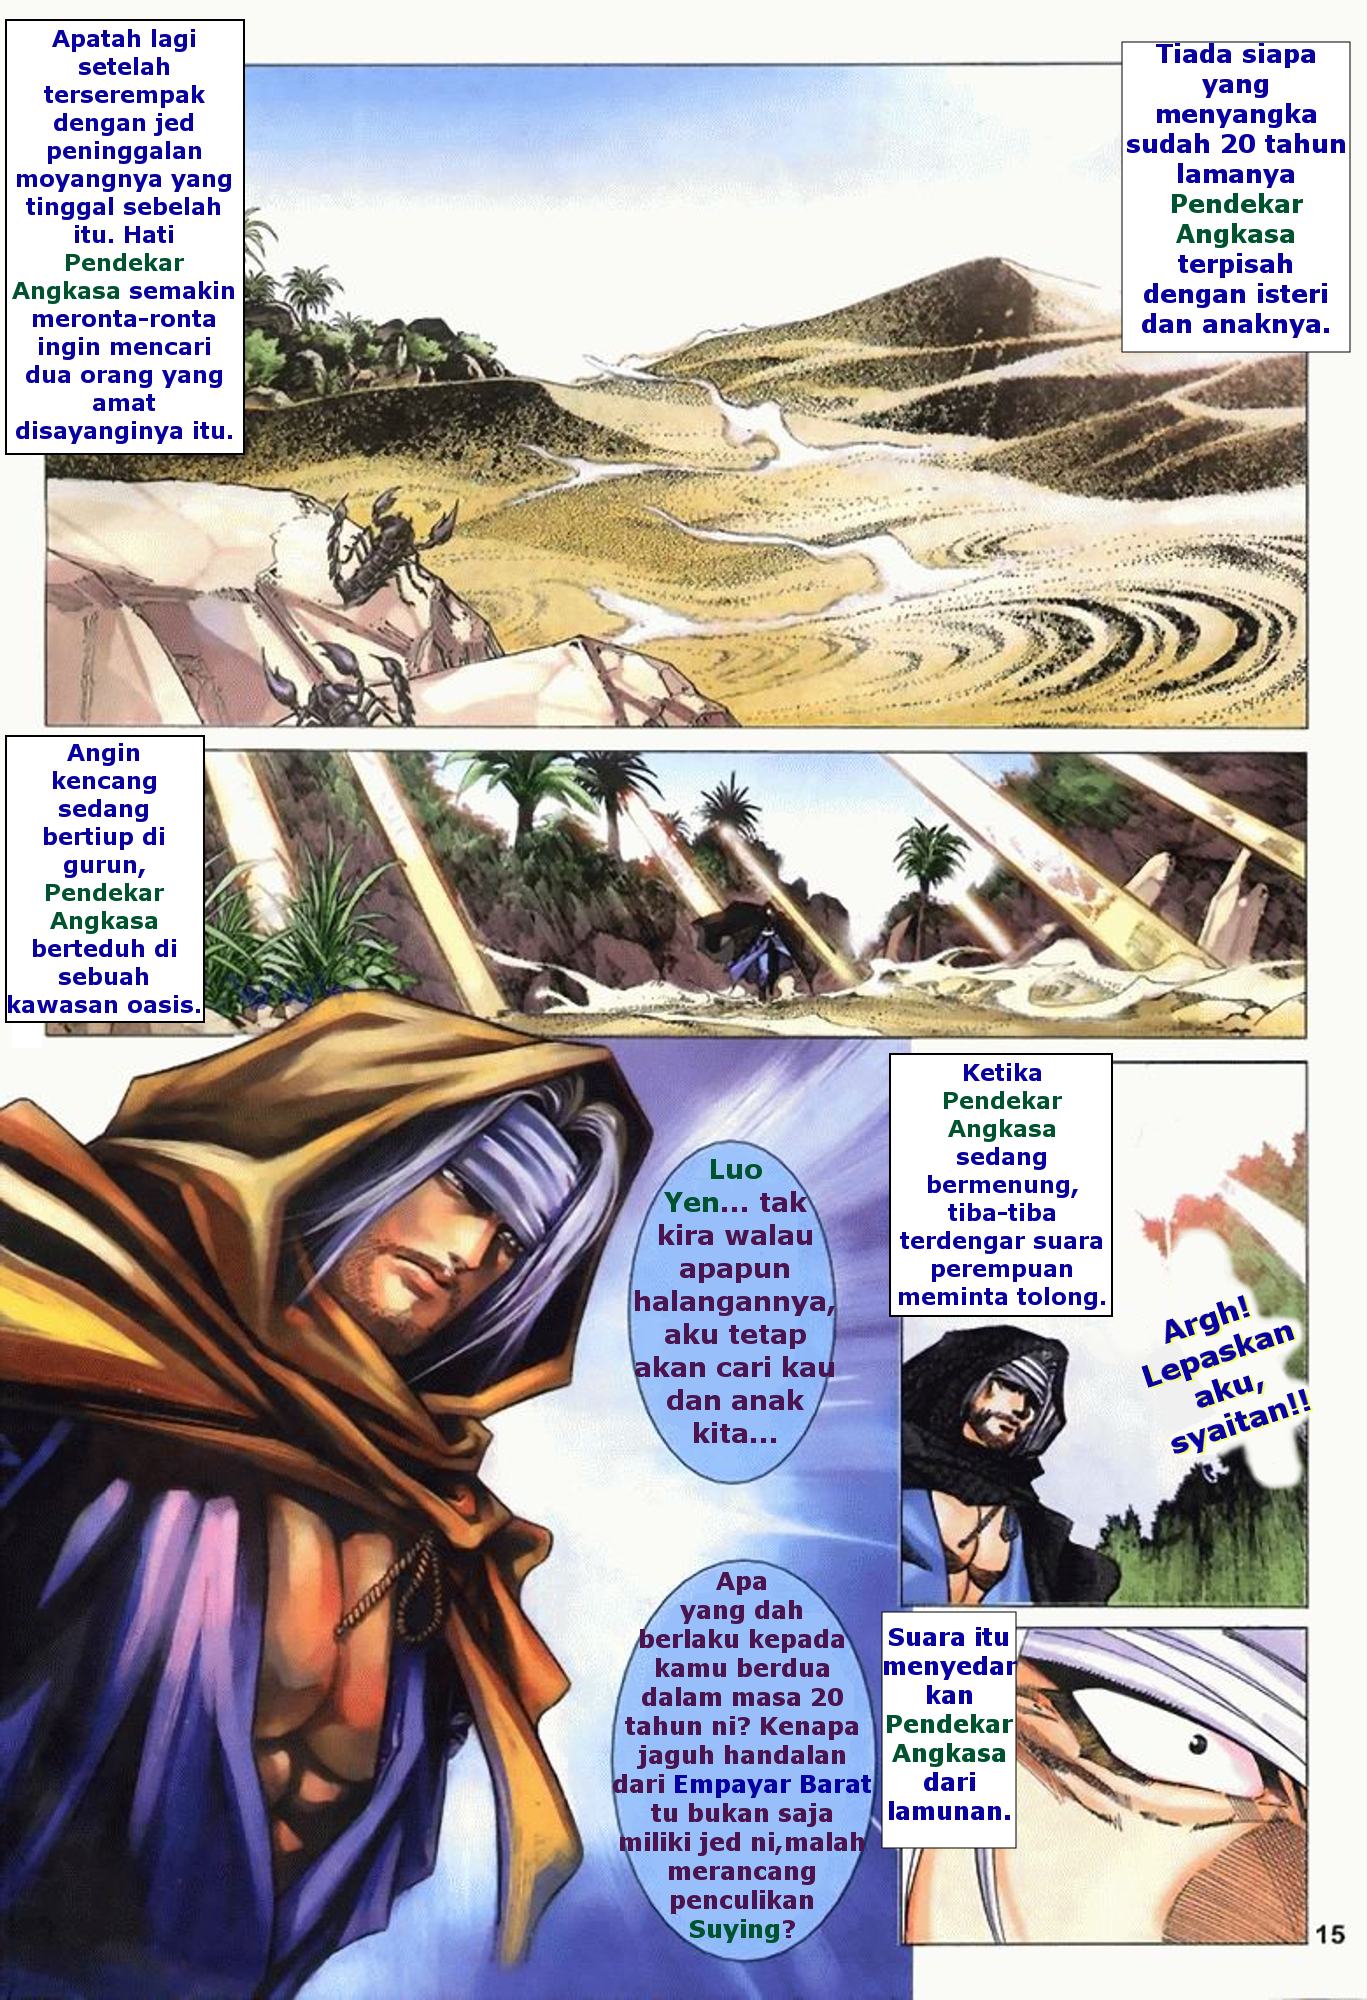 Tiada siapa
yang
menyangka
sudah 20 tahun
lamanya
Pendekar
Angkasa
terpisah
dengan isteri
dan anaknya.
Apatah lagi
setelah
terserempak
dengan jed
peninggalan
moyangnya yang
tinggal sebelah
itu. Hati
Pendekar
Angkasa semakin
meronta-ronta
ingin mencari
dua orang yang
amat
disayanginya itu.
Angin
kencang
sedang
bertiup di
gurun,
Pendekar
Angkasa
berteduh di
sebuah
kawasan oasis.
Luo
Yen... tak
kira walau
apapun
halangannya,
aku tetap
akan cari kau
dan anak
kita...
Apa
yang dah
berlaku kepada
kamu berdua
dalam masa 20
tahun ni? Kenapa
jaguh handalan
dari Empayar Barat
tu bukan saja
miliki jed ni,malah
merancang
penculikan
Suying?
Ketika
Pendekar
Angkasa
sedang
bermenung,
tiba-tiba
terdengar suara
perempuan
meminta tolong.
Argh!
Lepaskan
aku,
syaitan!!
Suara itu
menyedar
kan
Pendekar
Angkasa
dari
lamunan.
15